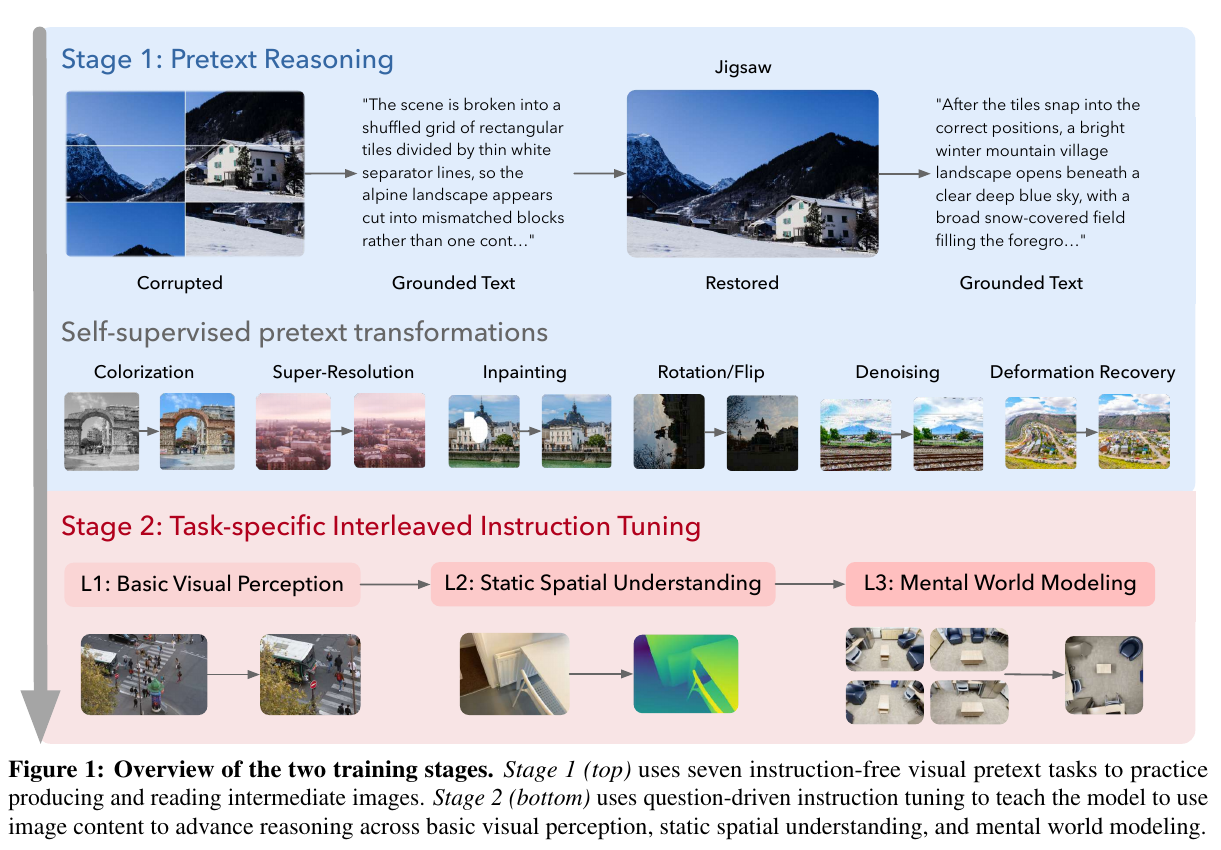 Stage 1: Pretext Reasoning
Jigsaw
"The scene is broken into a
shuffled grid of rectangular
tiles divided by thin white
separator lines, so the
alpine landscape appears
cut into mismatched blocks
rather than one cont…"
"After the tiles snap into the
correct positions, a bright
winter mountain village
landscape opens beneath a
clear deep blue sky, with a
broad snow-covered field
filling the foregro…"
Corrupted
Grounded Text
Restored
Grounded Text
Self-supervised pretext transformations
Colorization
Super-Resolution
Inpainting
Rotation/Flip
Denoising
Deformation Recovery
Stage 2: Task-specific Interleaved Instruction Tuning
L1: Basic Visual Perception
L2: Static Spatial Understanding
L3: Mental World Modeling
Figure 1: Overview of the two training stages. Stage 1 (top) uses seven instruction-free visual pretext tasks to practice
producing and reading intermediate images. Stage 2 (bottom) uses question-driven instruction tuning to teach the model to use
image content to advance reasoning across basic visual perception, static spatial understanding, and mental world modeling.